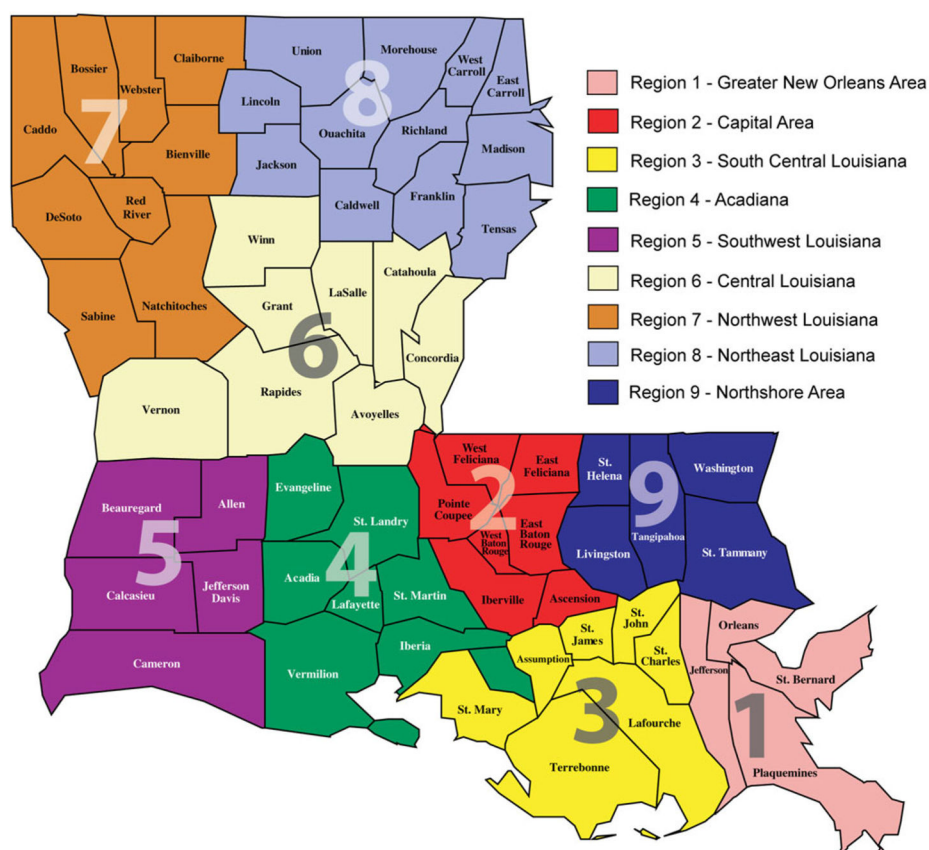 Union
Morehouse
West
Carroll
East
Carroll
Claiborne
Bossier
Webster
8
Lincoln
7
Caddo
Ouachita
Richland
Madison
Bienville
Jackson
Franklin
Caldwell
DeSoto
Red
River
Tensas
Winn
Catahoula
LaSalle
Grant
Natchitoches
Sabine
6
Concordia
Rapides
Vernon
Avoyelles
Region 1 - Greater New Orleans Area
Region 2 - Capital Area
Region 3 - South Central Louisiana
Region 4 - Acadiana
Region 5 - Southwest Louisiana
Region 6 - Central Louisiana
Region 7 - Northwest Louisiana
Region 8 - Northeast Louisiana
Region 9 - Northshore Area
West
Feliciana
East
Feliciana
St.
Helena
Washington
2
9
Evangeline
Pointe
Coupee
Beauregard
Allen
St. Landry
West
Baton
Rouge
East
Baton
Rouge
Tangipahoa
5
4
Livingston
St. Tammany
Acadia
Calcasieu
Jefferson
Davis
Lafayette
St. Martin
Iberville
Ascension
St.
John
Orleans
St.
James
Iberia
Cameron
Assumption
St.
Charles
Vermilion
Jefferson
St. Bernard
St. Mary
3
Lafourche
1
Terrebonne
Plaquemines